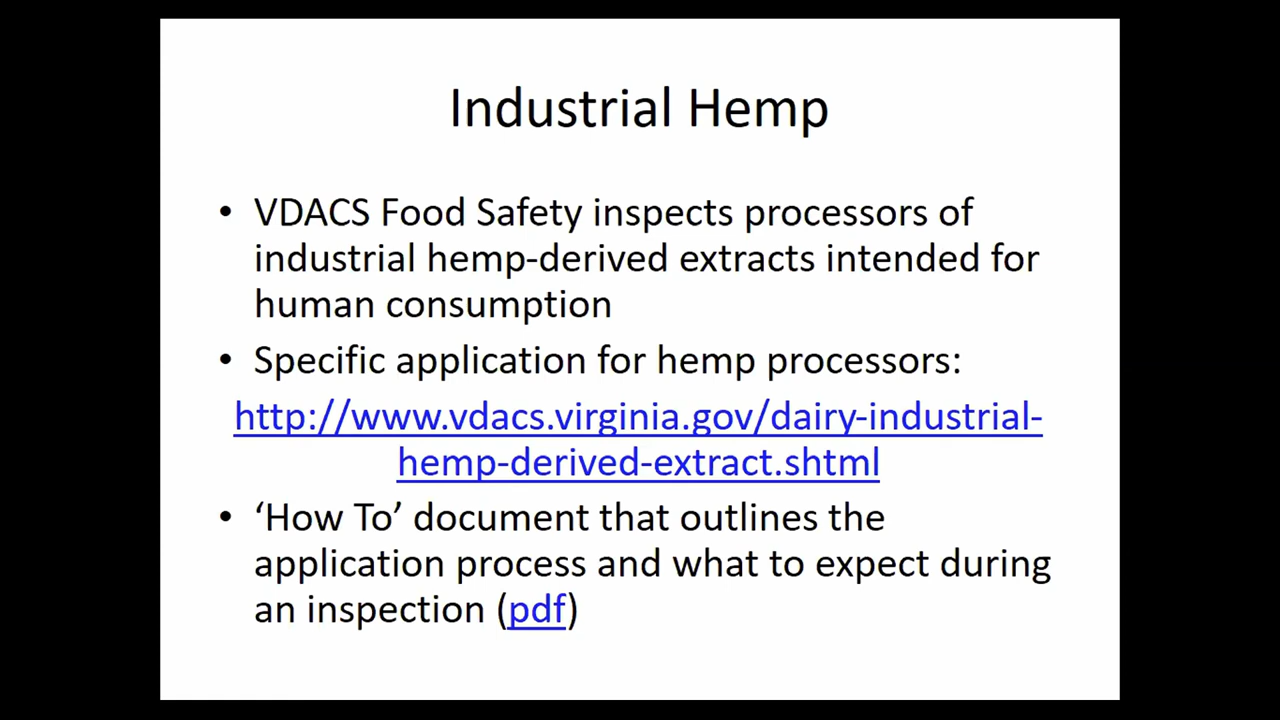 Industrial Hemp
• VDACS Food Safety inspects processors of
industrial hemp-derived extracts intended for
human consumption
• Specific application for hemp processors:
http://www.vdacs.virginia.gov/dairy-industrial-
hemp-derived-extract.shtml
• ‘How To’ document that outlines the
application process and what to expect during
an inspection (pdf)